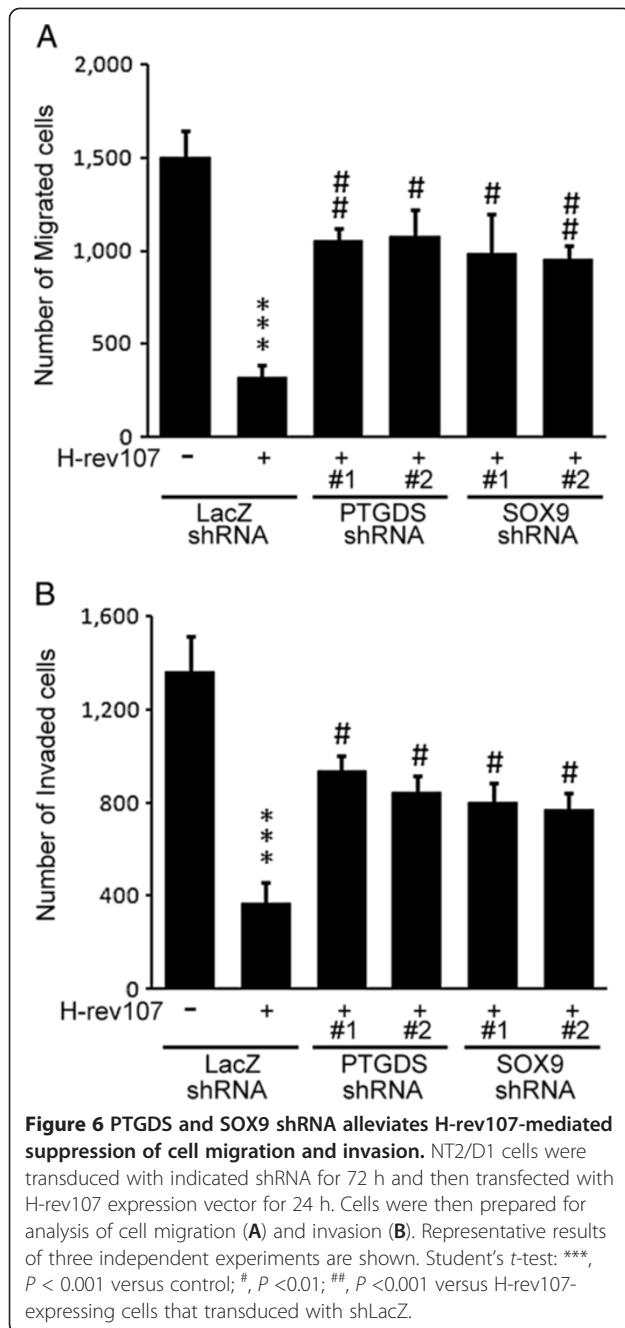 A
Number of Migrated cells
2,000
1,500
1,000
500
0
***
##
#
#
##
H-rev107 - + + + + +
#1 #2 #1 #2
LacZ PTGDS SOX9
shRNA shRNA shRNA
B
Number of Invaded cells
1,600
1,200
800
400
0
***
#
#
#
#
H-rev107 - + + + + +
#1 #2 #1 #2
LacZ PTGDS SOX9
shRNA shRNA shRNA
Figure 6 PTGDS and SOX9 shRNA alleviates H-rev107-mediated
suppression of cell migration and invasion. NT2/D1 cells were
transduced with indicated shRNA for 72 h and then transfected with
H-rev107 expression vector for 24 h. Cells were then prepared for
analysis of cell migration (A) and invasion (B). Representative results
of three independent experiments are shown. Student's t-test: ***,
P < 0.001 versus control; #, P <0.01; ##, P <0.001 versus H-rev107-
expressing cells that transduced with shLacZ.